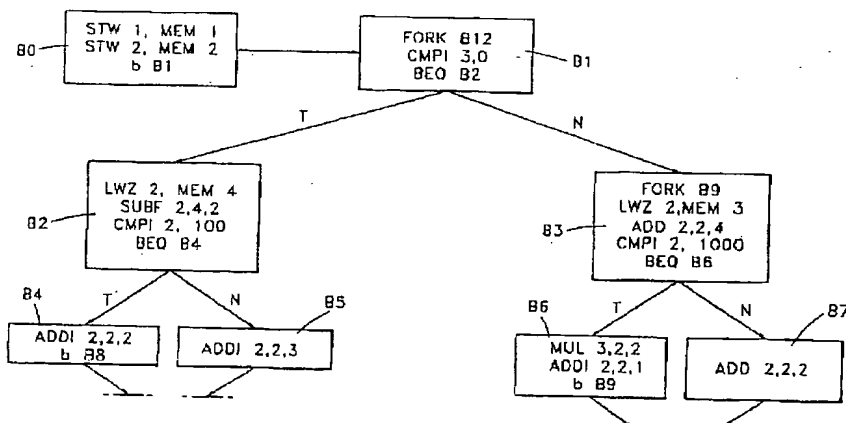 B0
STW 1, MEM 1
STW 2, MEM 2
b B1
FORK B12
CMPI 3,0
BEQ B2
B1
T
N
B2
LWZ 2, MEM 4
SUBF 2,4,2
CMPI 2, 100
BEQ B4
B3
FORK B9
LWZ 2,MEM 3
ADD 2,2,4
CMPI 2, 1000
BEQ B6
T
N
T
N
B4
ADDI 2,2,2
b B8
B5
ADDI 2,2,3
B6
MUL 3,2,2
ADDI 2,2,1
b B9
B7
ADD 2,2,2